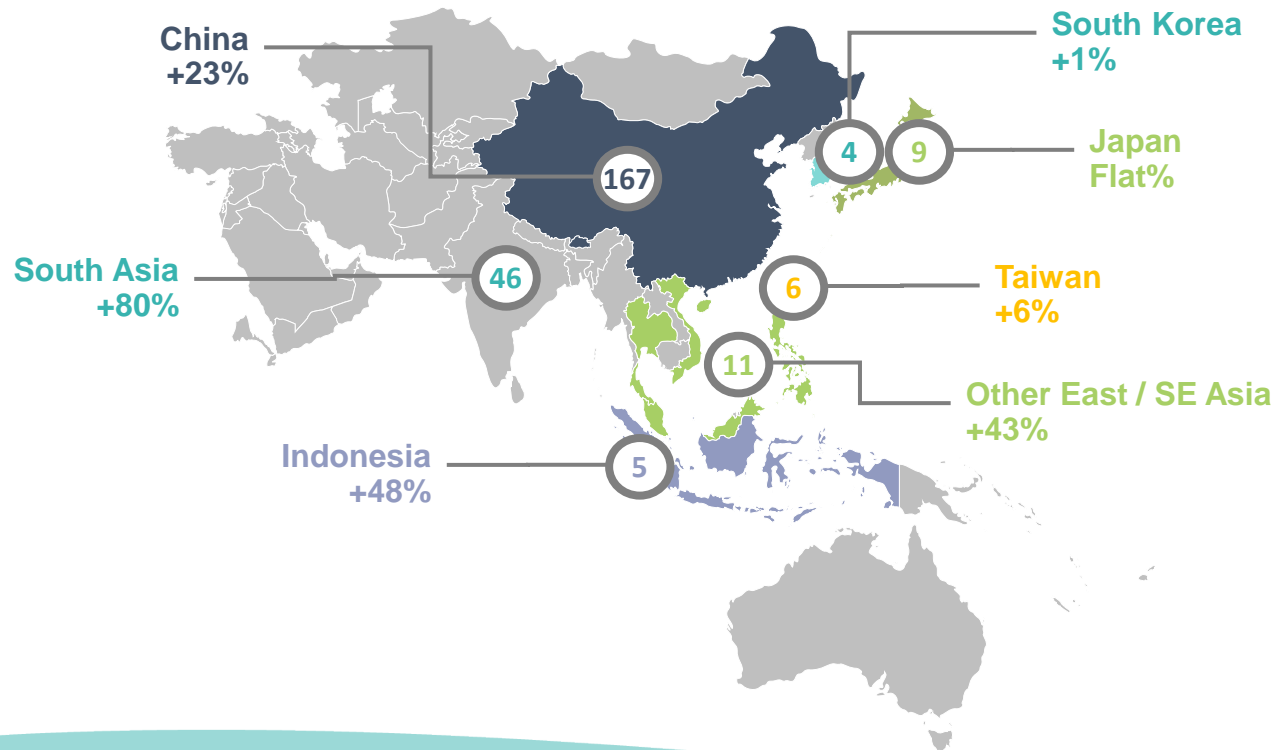 China
+23%
167
South Korea
+1%
4
9
Japan
Flat%
South Asia
+80%
46
6
Taiwan
+6%
11
Other East / SE Asia
+43%
Indonesia
+48%
5